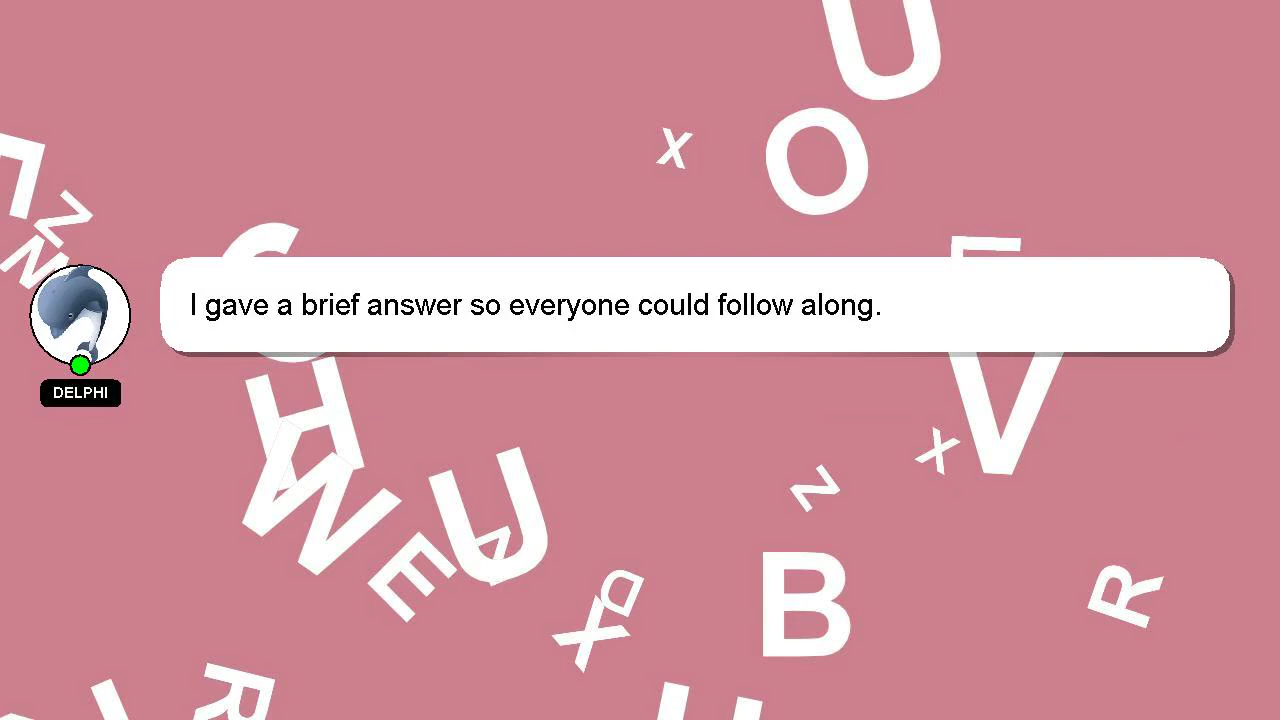 I gave a brief answer so everyone could follow along.
DELPHI
U
O
X
Z
N
V
H
W
E
U
Z
X
N
D
X
B
R
R